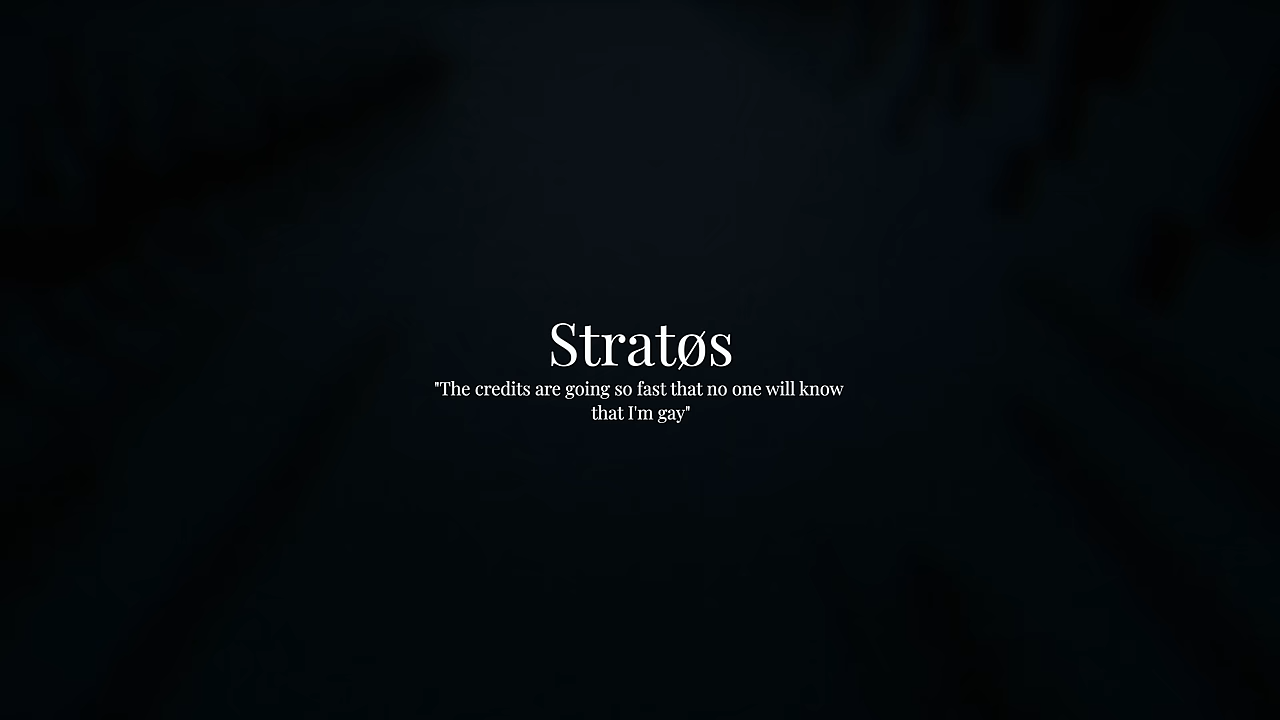 Stratøs
"The credits are going so fast that no one will know
that I'm gay"